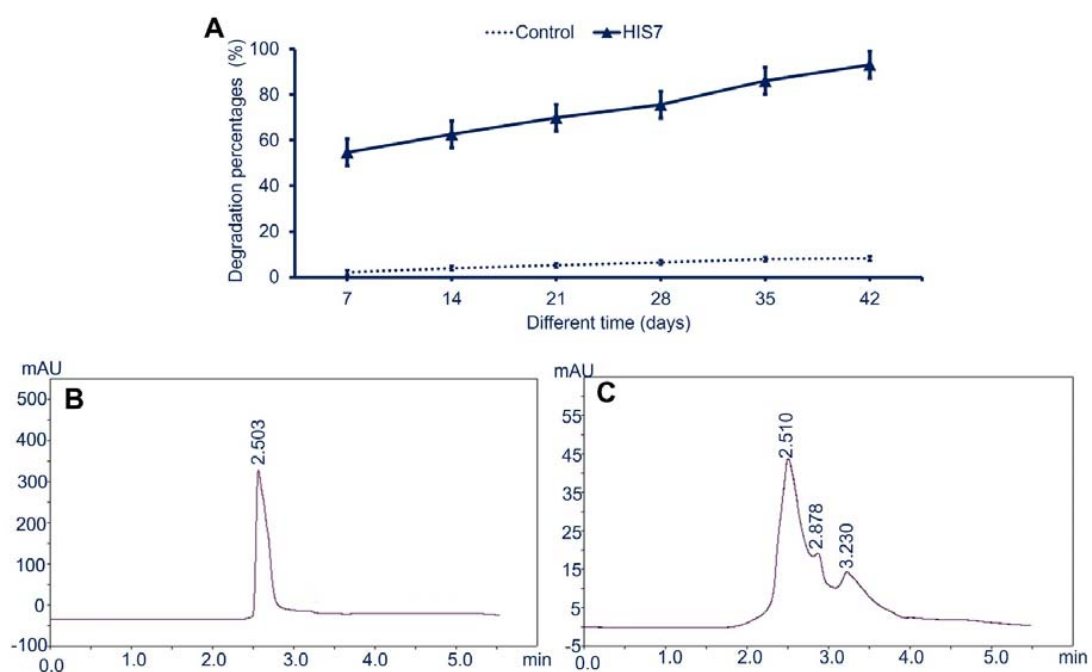 A
Control HIS7
Degradation percentages (%)
100
80
60
40
20
0
7 14 21 28 35 42
Different time (days)
mAU
B
500
400
300
200
100
0
-100
2.503
0.0 1.0 2.0 3.0 4.0 5.0 min
mAU
C
55
45
35
25
15
5
-5
2.510
2.878
3.230
0.0 1.0 2.0 3.0 4.0 5.0 min